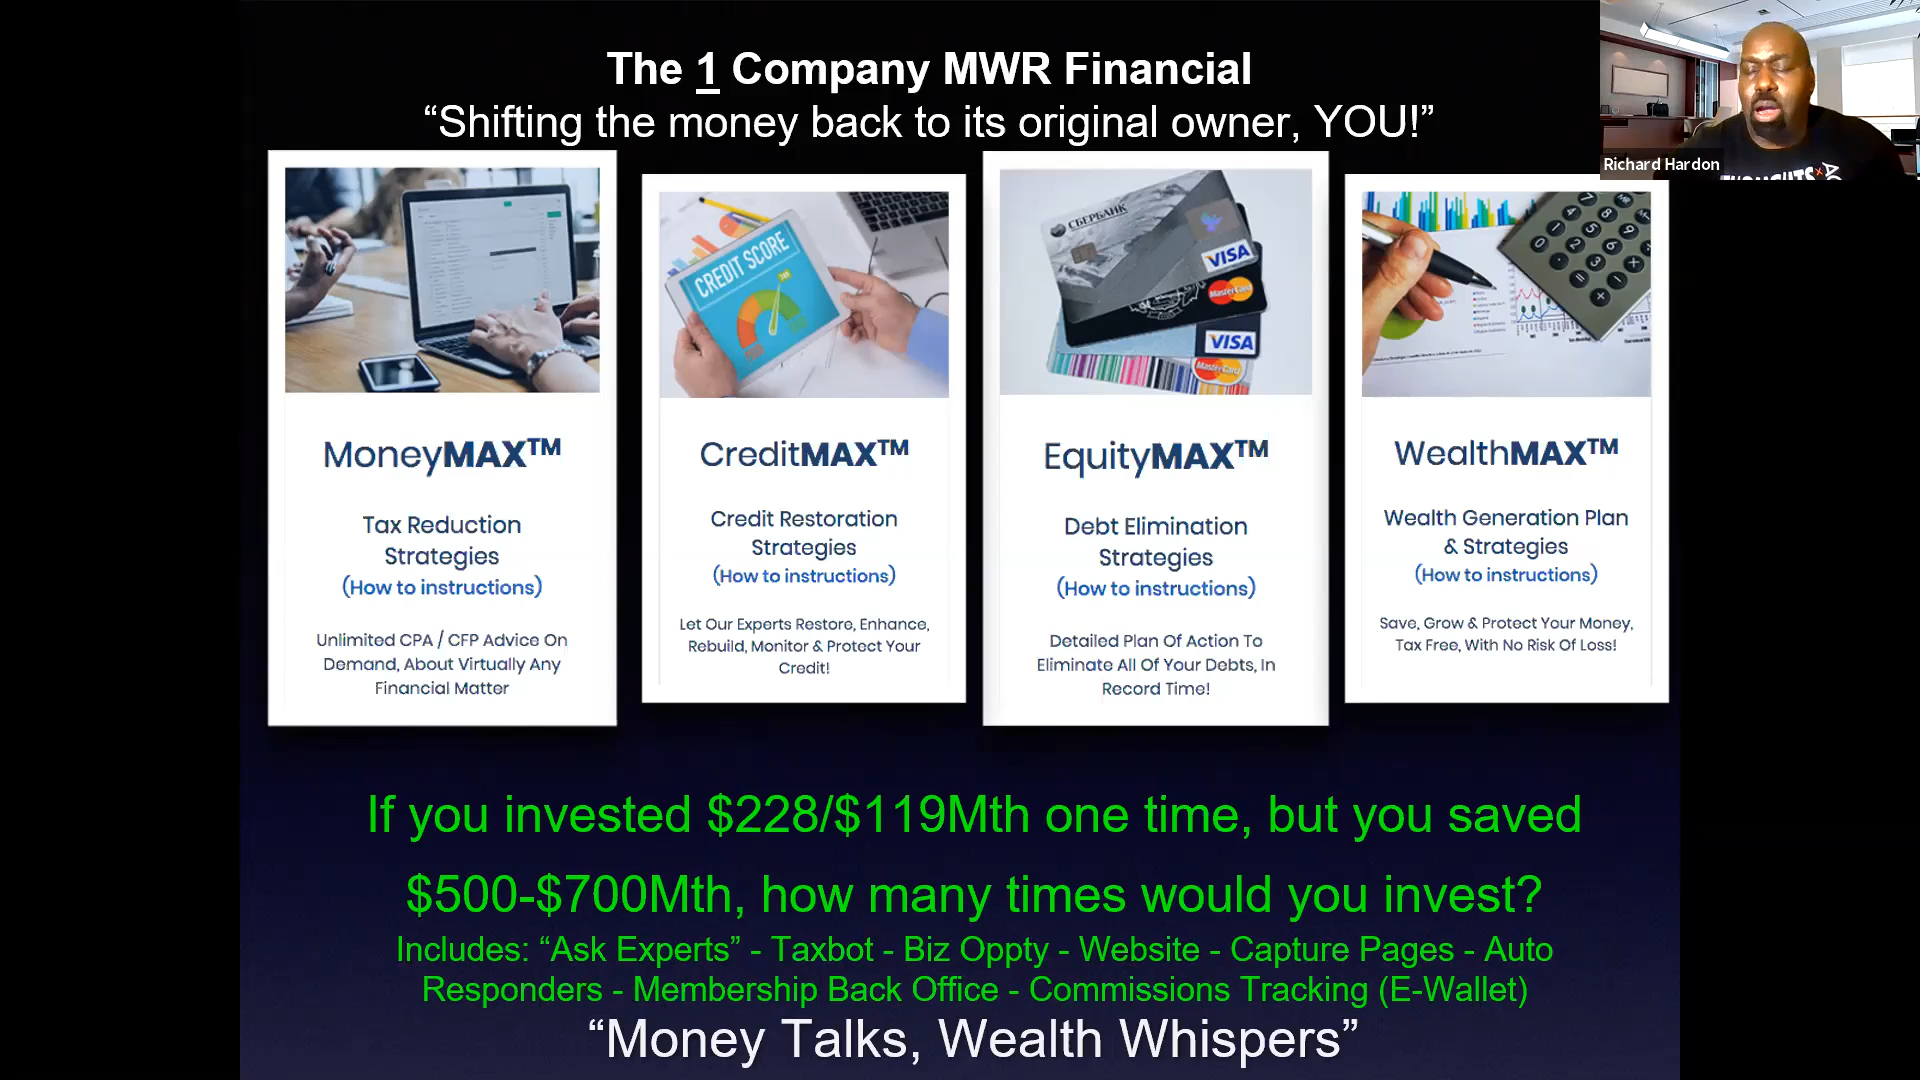 The 1 Company MWR Financial
“Shifting the money back to its original owner, YOU!”
Richard Hardon
THOUGHTS
CREDIT SCORE
СБЕРБАНК
VISA
MasterCard
VISA
MasterCard
MoneyMAX™
Tax Reduction
Strategies
(How to instructions)
Unlimited CPA / CFP Advice On
Demand, About Virtually Any
Financial Matter
CreditMAX™
Credit Restoration
Strategies
(How to instructions)
Let Our Experts Restore, Enhance,
Rebuild, Monitor & Protect Your
Credit!
EquityMAX™
Debt Elimination
Strategies
(How to instructions)
Detailed Plan Of Action To
Eliminate All Of Your Debts, In
Record Time!
WealthMAX™
Wealth Generation Plan
& Strategies
(How to instructions)
Save, Grow & Protect Your Money,
Tax Free, With No Risk Of Loss!
If you invested $228/$119Mth one time, but you saved
$500-$700Mth, how many times would you invest?
Includes: “Ask Experts” - Taxbot - Biz Oppty - Website - Capture Pages - Auto
Responders - Membership Back Office - Commissions Tracking (E-Wallet)
“Money Talks, Wealth Whispers”